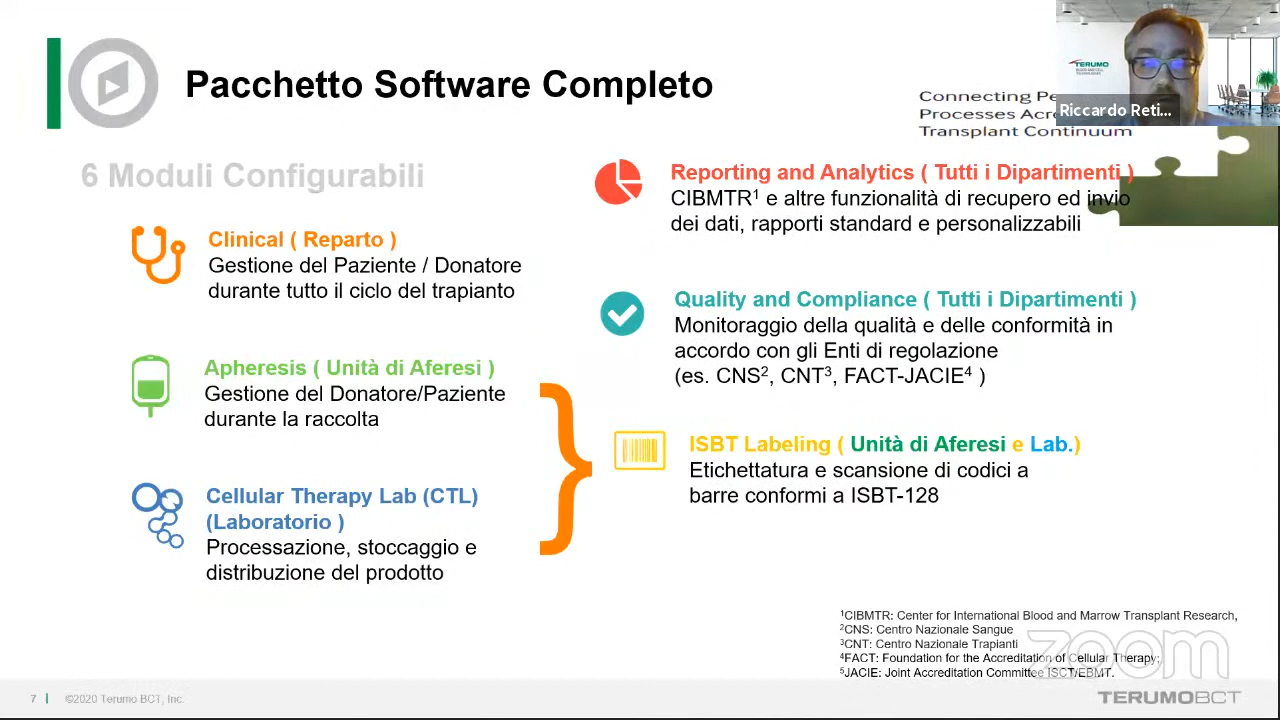 Pacchetto Software Completo
TERUMO
BLOOD AND CELL
TECHNOLOGIES
Riccardo Reti...
Connecting
Processes
Transplant Continuum
6 Moduli Configurabili
Clinical ( Reparto )
Gestione del Paziente / Donatore
durante tutto il ciclo del trapianto
Apheresis ( Unità di Aferesi )
Gestione del Donatore/Paziente
durante la raccolta
Cellular Therapy Lab (CTL)
(Laboratorio )
Processazione, stoccaggio e
distribuzione del prodotto
Reporting and Analytics ( Tutti i Dipartimenti )
CIBMTR¹ e altre funzionalità di recupero ed invio
dei dati, rapporti standard e personalizzabili
Quality and Compliance ( Tutti i Dipartimenti )
Monitoraggio della qualità e delle conformità in
accordo con gli Enti di regolazione
(es. CNS², CNT³, FACT-JACIE⁴ )
ISBT Labeling ( Unità di Aferesi e Lab.)
Etichettatura e scansione di codici a
barre conformi a ISBT-128
¹CIBMTR: Center for International Blood and Marrow Transplant Research,
²CNS: Centro Nazionale Sangue
³CNT: Centro Nazionale Trapianti
⁴FACT: Foundation for the Accreditation of Cellular Therapy;
⁵JACIE: Joint Accreditation Committee ISCT/EBMT.
zoom
7 | ©2020 Terumo BCT, Inc.
TERUMOBCT